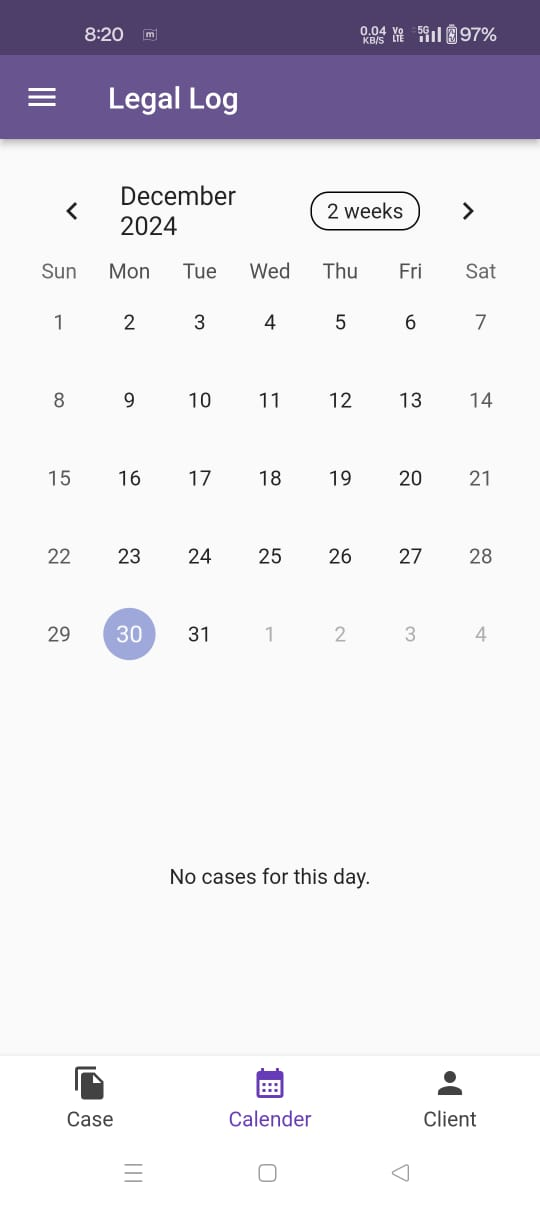 8:20 m 0.04 KB/S Vo LTE 5G 97%
Legal Log
December
2024
2 weeks
Sun Mon Tue Wed Thu Fri Sat
1 2 3 4 5 6 7
8 9 10 11 12 13 14
15 16 17 18 19 20 21
22 23 24 25 26 27 28
29 30 31 1 2 3 4
No cases for this day.
Case Calender Client